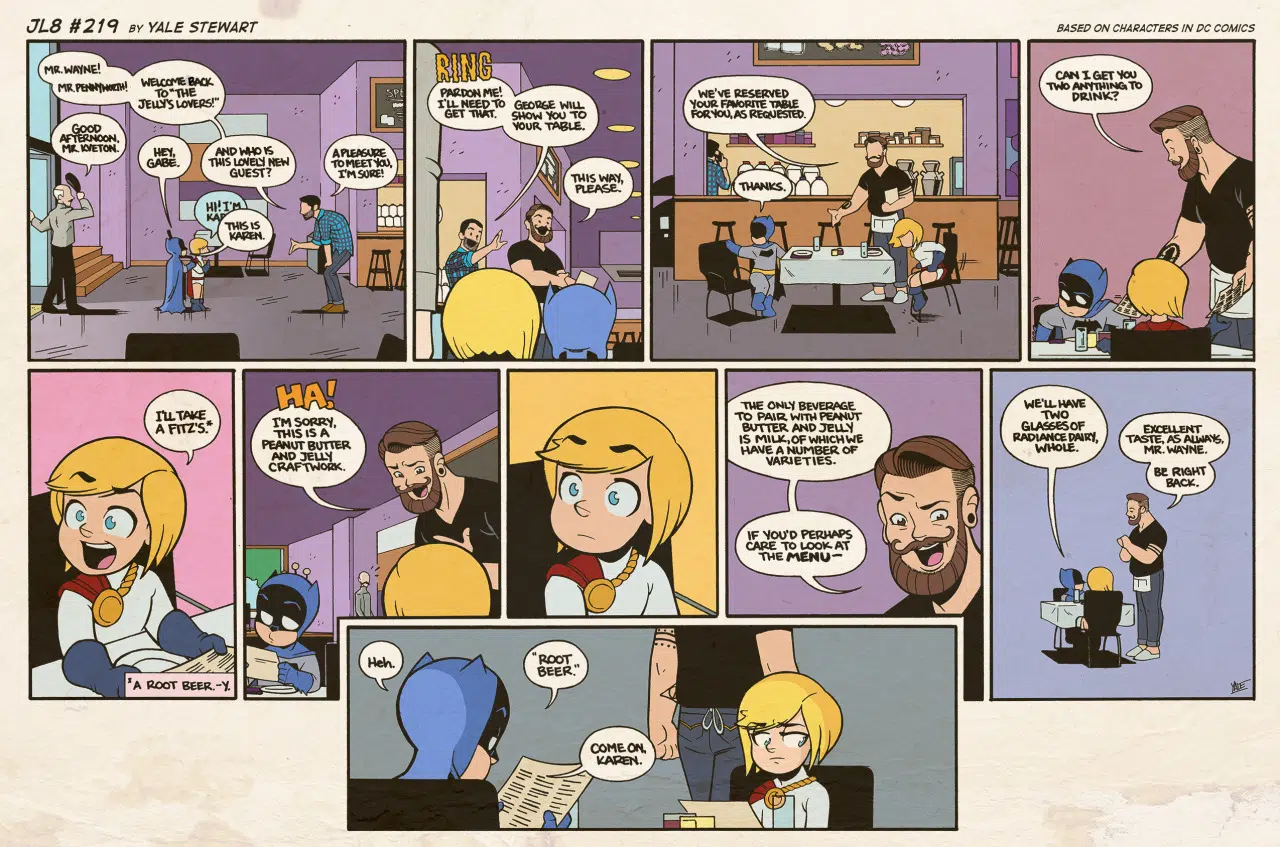 JL8 #219 BY YALE STEWART
BASED ON CHARACTERS IN DC COMICS
MR. WAYNE!
MR. PENNYWORTH!
WELCOME BACK
TO "THE
JELLY'S LOVERS!"
GOOD
AFTERNOON,
MR. KVETON.
HEY,
GABE.
AND WHO IS
THIS LOVELY NEW
GUEST?
HI! I'M
KAR
THIS IS
KAREN.
A PLEASURE
TO MEET YOU,
I'M SURE!
RING
PARDON ME!
I'LL NEED TO
GET THAT.
GEORGE WILL
SHOW YOU TO
YOUR TABLE.
THIS WAY,
PLEASE.
WE'VE RESERVED
YOUR FAVORITE TABLE
FOR YOU, AS REQUESTED.
THANKS.
CAN I GET YOU
TWO ANYTHING TO
DRINK?
I'LL TAKE
A FITZ'S.*
*A ROOT BEER.-Y.
HA!
I'M SORRY,
THIS IS A
PEANUT BUTTER
AND JELLY
CRAFTWORK.
THE ONLY BEVERAGE
TO PAIR WITH PEANUT
BUTTER AND JELLY
IS MILK, OF WHICH WE
HAVE A NUMBER OF
VARIETIES.
IF YOU'D PERHAPS
CARE TO LOOK AT
THE MENU—
WE'LL HAVE
TWO
GLASSES OF
RADIANCE DAIRY,
WHOLE.
EXCELLENT
TASTE, AS ALWAYS,
MR. WAYNE.
BE RIGHT
BACK.
YALE
Heh.
"ROOT
BEER."
COME ON,
KAREN.